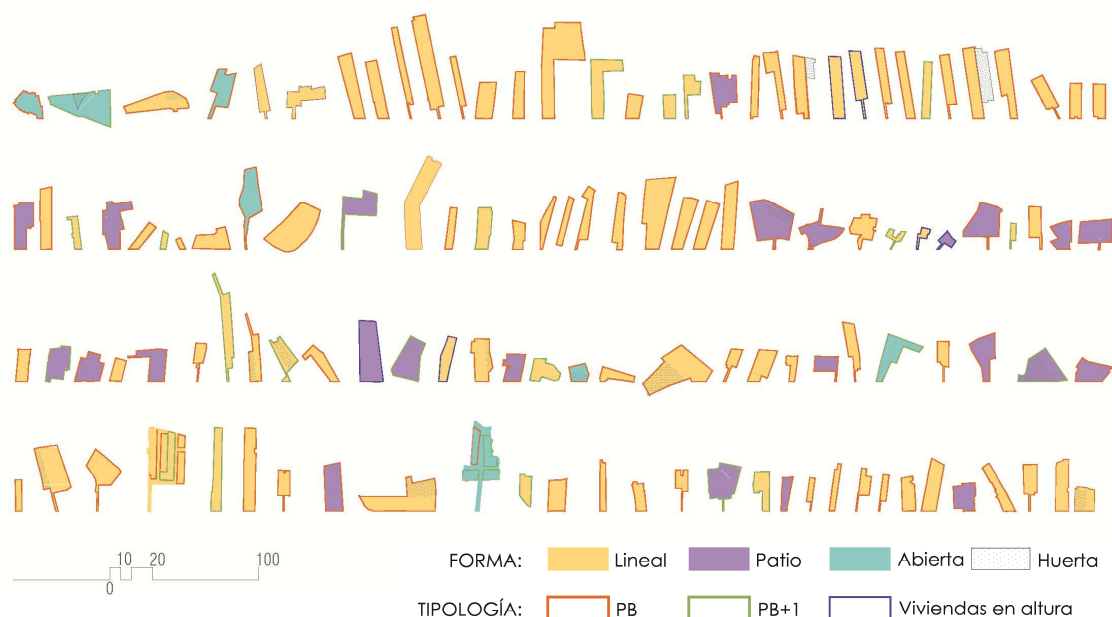 10 20 100
0
FORMA: Lineal Patio Abierta Huerta
TIPOLOGÍA: PB PB+1 Viviendas en altura